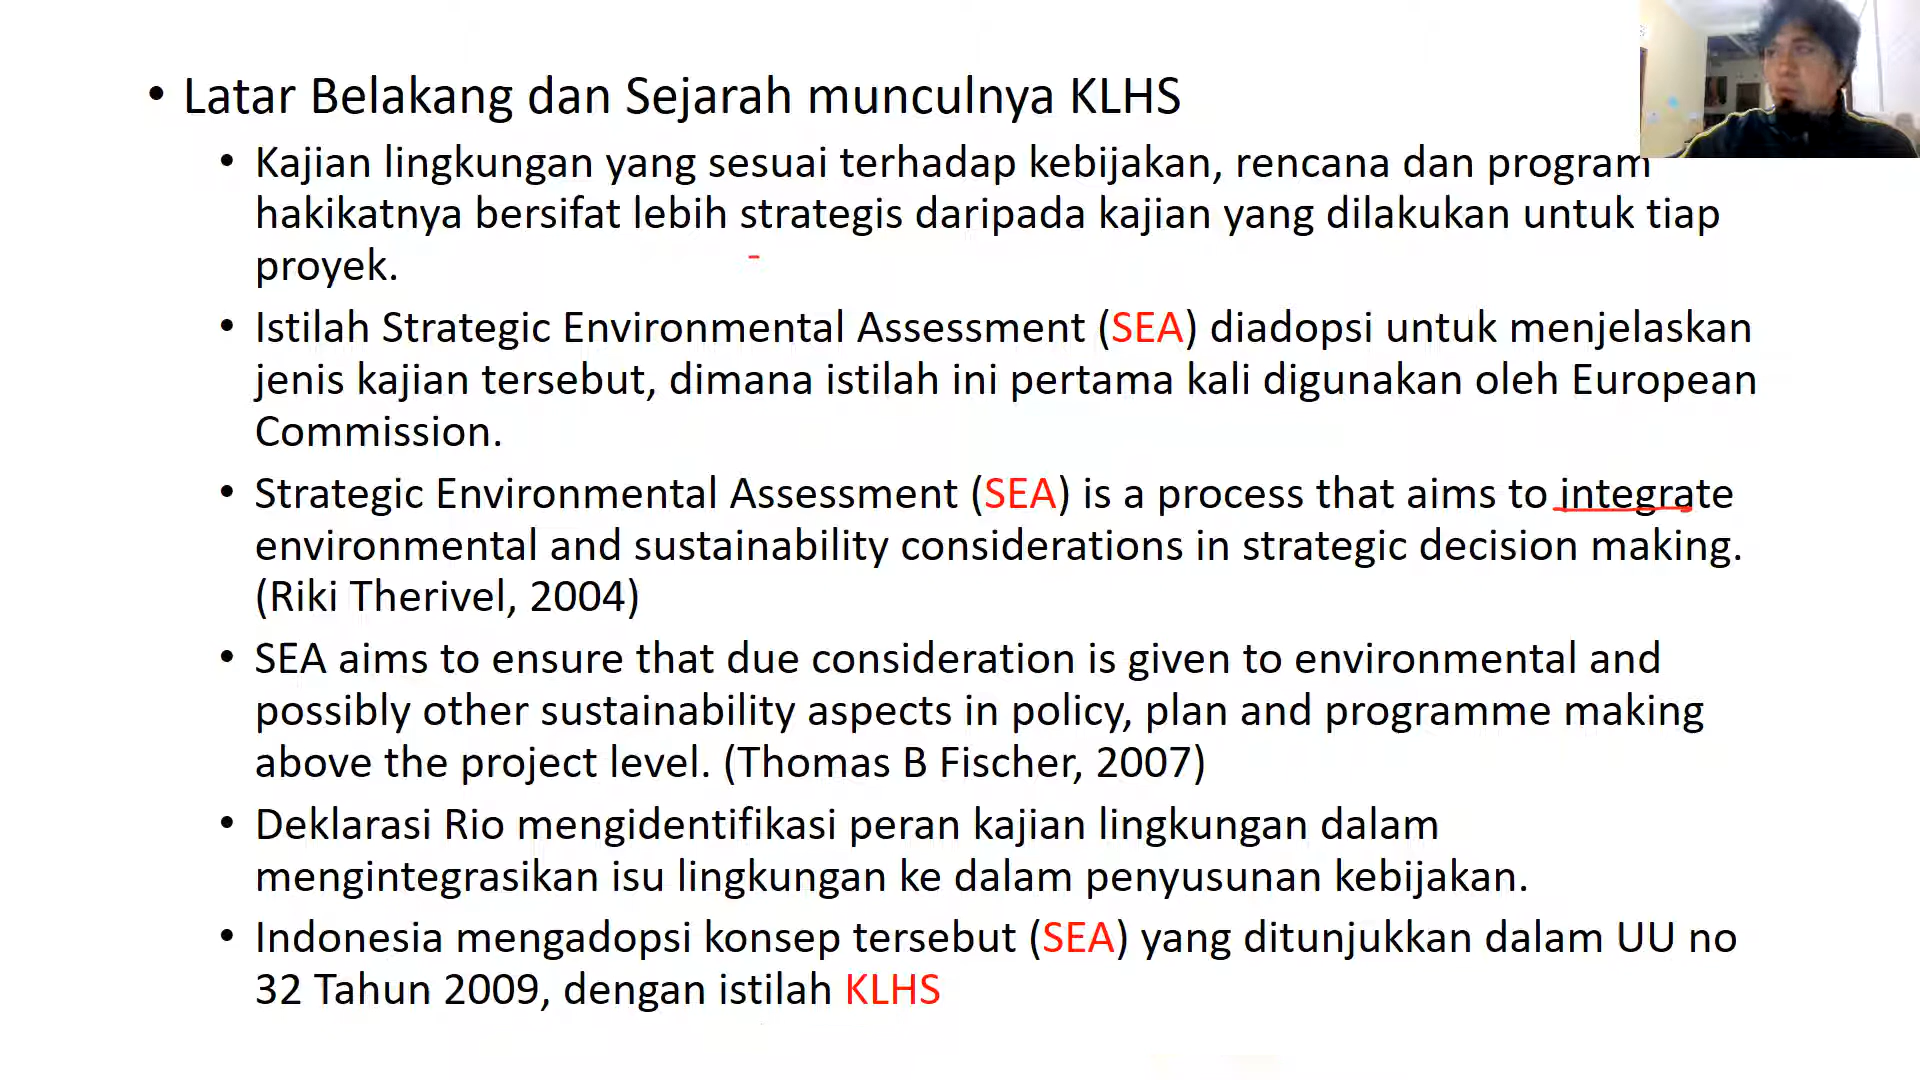 • Latar Belakang dan Sejarah munculnya KLHS
• Kajian lingkungan yang sesuai terhadap kebijakan, rencana dan program
hakikatnya bersifat lebih strategis daripada kajian yang dilakukan untuk tiap
proyek.
• Istilah Strategic Environmental Assessment (SEA) diadopsi untuk menjelaskan
jenis kajian tersebut, dimana istilah ini pertama kali digunakan oleh European
Commission.
• Strategic Environmental Assessment (SEA) is a process that aims to integrate
environmental and sustainability considerations in strategic decision making.
(Riki Therivel, 2004)
• SEA aims to ensure that due consideration is given to environmental and
possibly other sustainability aspects in policy, plan and programme making
above the project level. (Thomas B Fischer, 2007)
• Deklarasi Rio mengidentifikasi peran kajian lingkungan dalam
mengintegrasikan isu lingkungan ke dalam penyusunan kebijakan.
• Indonesia mengadopsi konsep tersebut (SEA) yang ditunjukkan dalam UU no
32 Tahun 2009, dengan istilah KLHS